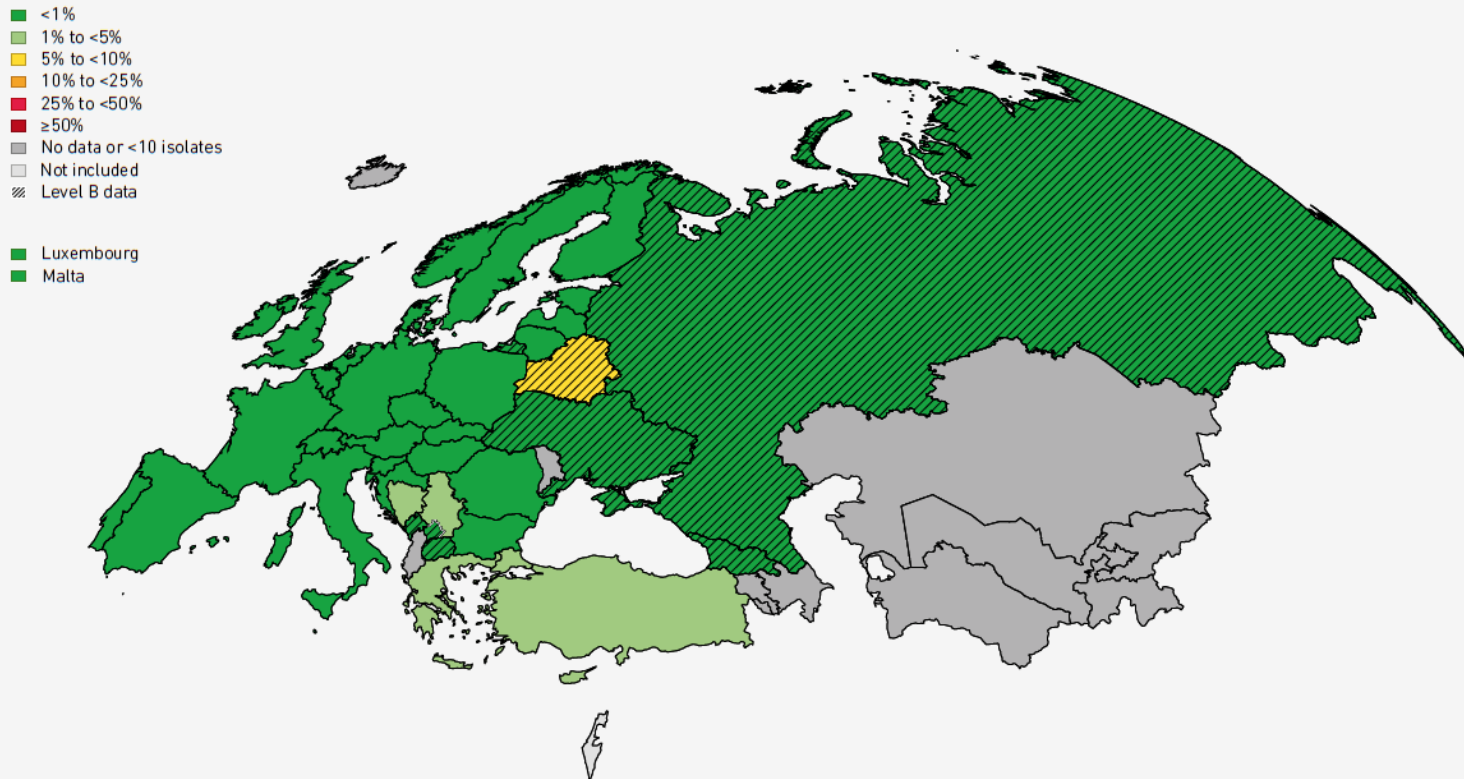 <1%
1% to <5%
5% to <10%
10% to <25%
25% to <50%
≥50%
No data or <10 isolates
Not included
Level B data
Luxembourg
Malta